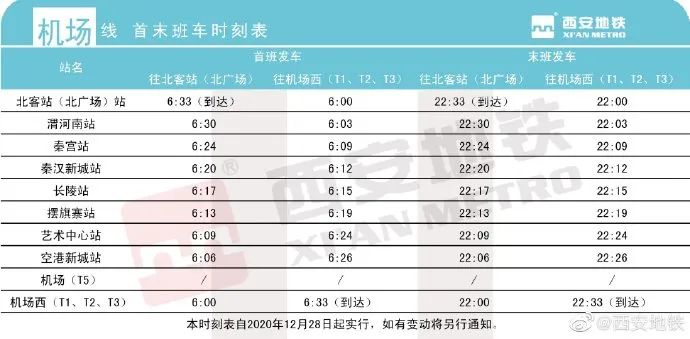 机场线 首末班车时刻表 西安地铁
XI'AN METRO
站名 首班发车 末班发车
往北客站（北广场） 往机场西（T1、T2、T3） 往北客站（北广场） 往机场西（T1、T2、T3）
北客站（北广场）站 6:33（到达） 6:00 22:33（到达） 22:00
渭河南站 6:30 6:03 22:30 22:03
秦宫站 6:24 6:09 22:24 22:09
秦汉新城站 6:20 6:12 22:20 22:12
长陵站 6:17 6:15 22:17 22:15
摆旗寨站 6:13 6:19 22:13 22:19
艺术中心站 6:09 6:24 22:09 22:24
空港新城站 6:06 6:26 22:06 22:26
机场（T5） / / / /
机场西（T1、T2、T3） 6:00 6:33（到达） 22:00 22:33（到达）
本时刻表自2020年12月28日起实行，如有变动将另行通知。
西安地铁
XI'AN METRO
@西安地铁